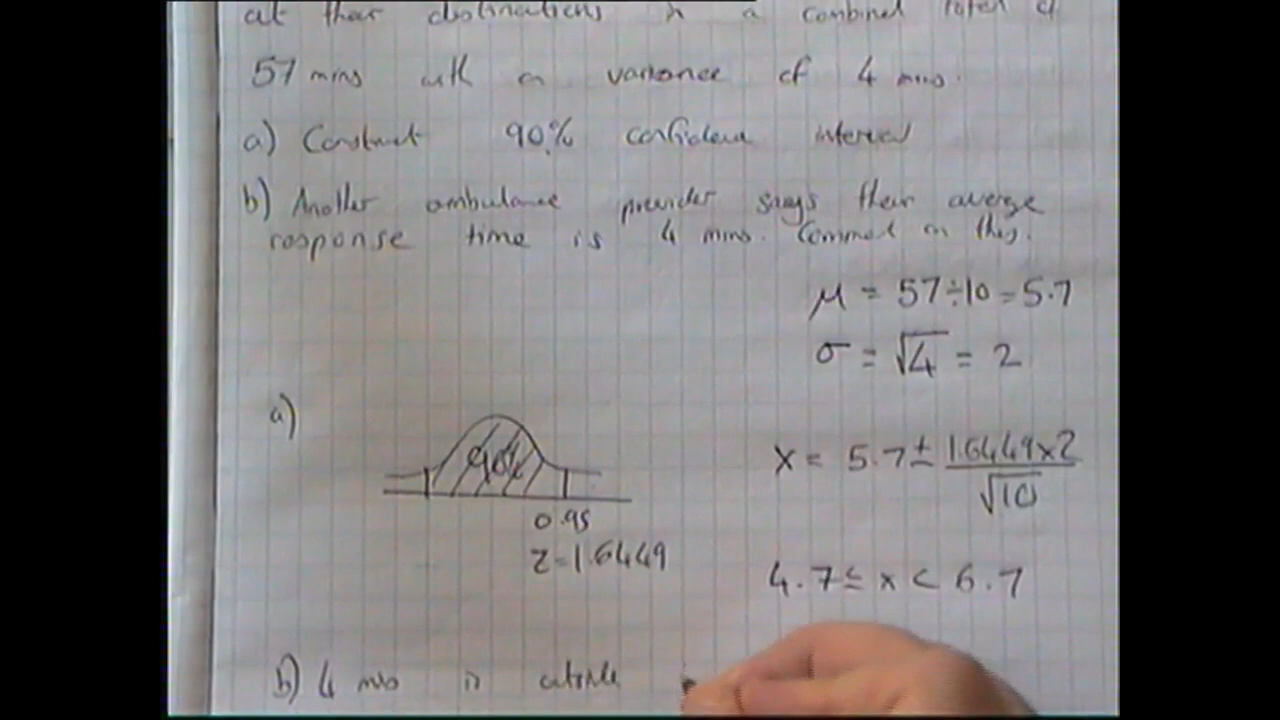 at their destinations in a combined total of
57 mins with a variance of 4 mins.
a) Construct 90% confidence interval
b) Another ambulance provider says their average
response time is 4 mins. Comment on this.
μ = 57÷10=5.7
σ = √4 = 2
a)
90%
0.95
z=1.6449
x = 5.7 ± 1.6449x2
√10
4.7 ≤ x < 6.7
b) 4 mins is outside